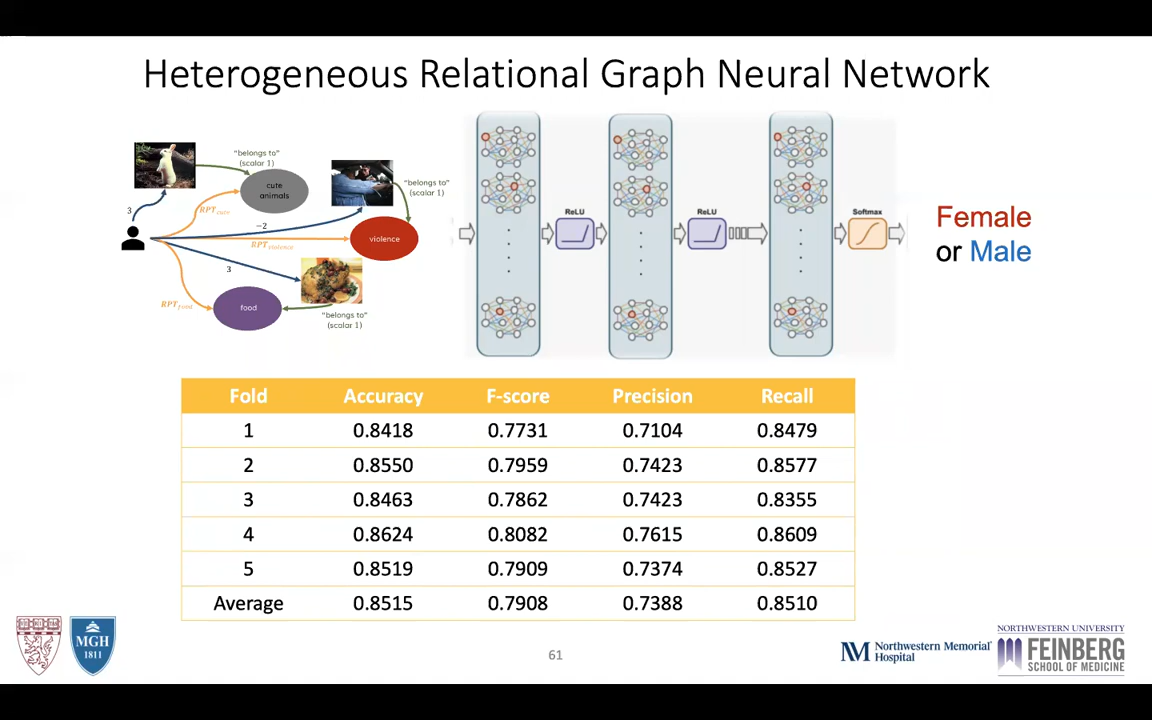 Heterogeneous Relational Graph Neural Network
"belongs to"
(scalar 1)
cute
animals
3
RPT_cute
"belongs to"
(scalar 1)
−2
RPT_violence
violence
3
RPT_food
food
"belongs to"
(scalar 1)
ReLU
ReLU
Softmax
Female
or Male
Fold Accuracy F-score Precision Recall
1 0.8418 0.7731 0.7104 0.8479
2 0.8550 0.7959 0.7423 0.8577
3 0.8463 0.7862 0.7423 0.8355
4 0.8624 0.8082 0.7615 0.8609
5 0.8519 0.7909 0.7374 0.8527
Average 0.8515 0.7908 0.7388 0.8510
MGH
1811
61
Northwestern Memorial®
Hospital
NORTHWESTERN UNIVERSITY
FEINBERG
SCHOOL OF MEDICINE